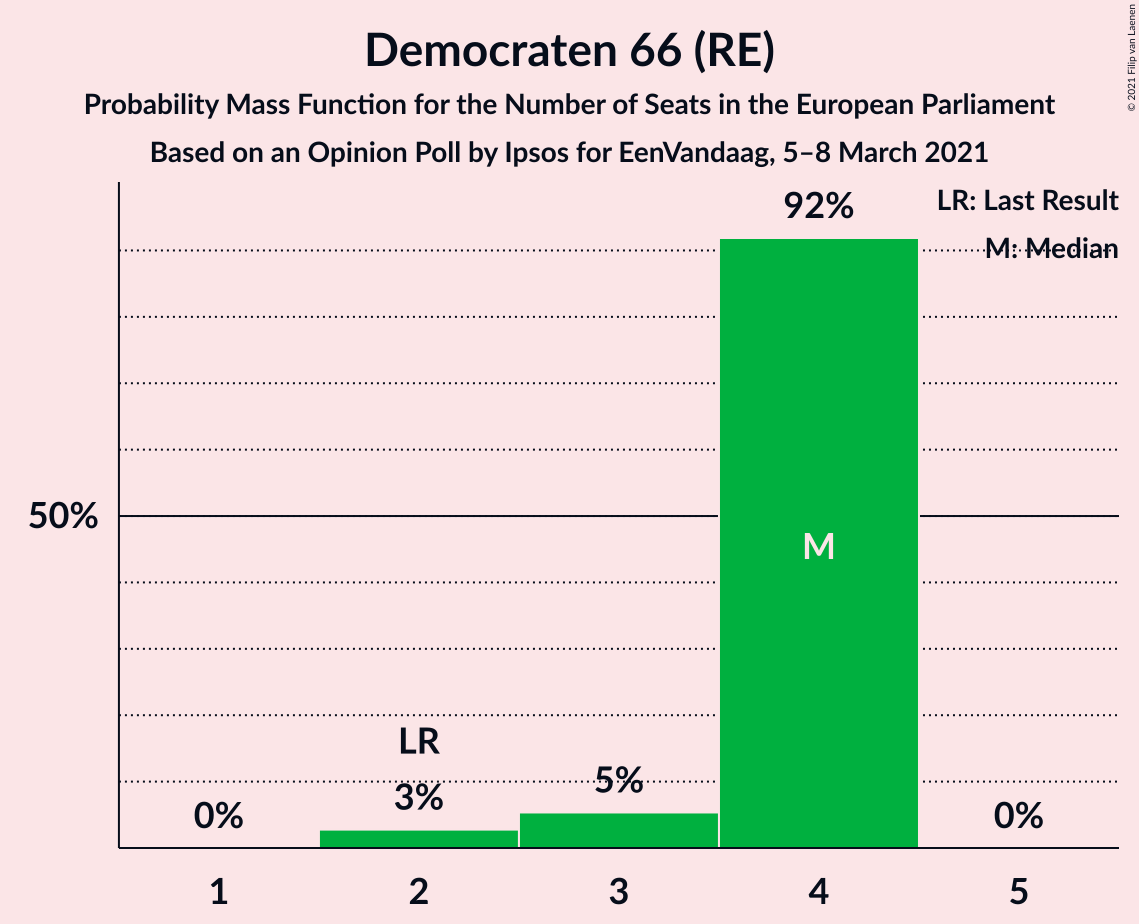 Democraten 66 (RE)
Probability Mass Function for the Number of Seats in the European Parliament
Based on an Opinion Poll by Ipsos for EenVandaag, 5–8 March 2021
© 2021 Filip van Laenen
LR: Last Result
M: Median
92%
50%
M
LR
0%
3%
5%
0%
1 2 3 4 5